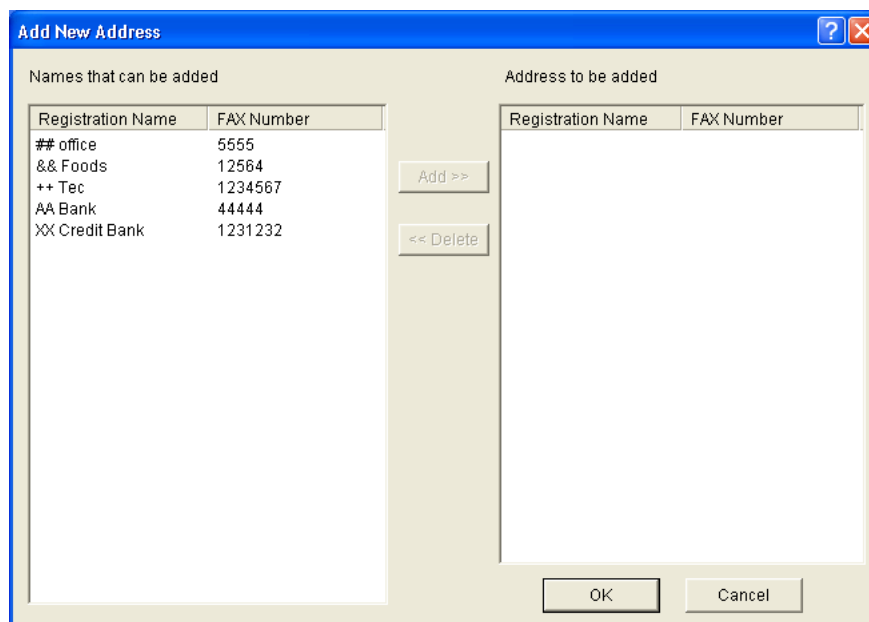 Add New Address
Names that can be added
Address to be added
Registration Name FAX Number
Registration Name FAX Number
## office 5555
&& Foods 12564
++ Tec 1234567
AA Bank 44444
XX Credit Bank 1231232
Add >>
<< Delete
OK
Cancel